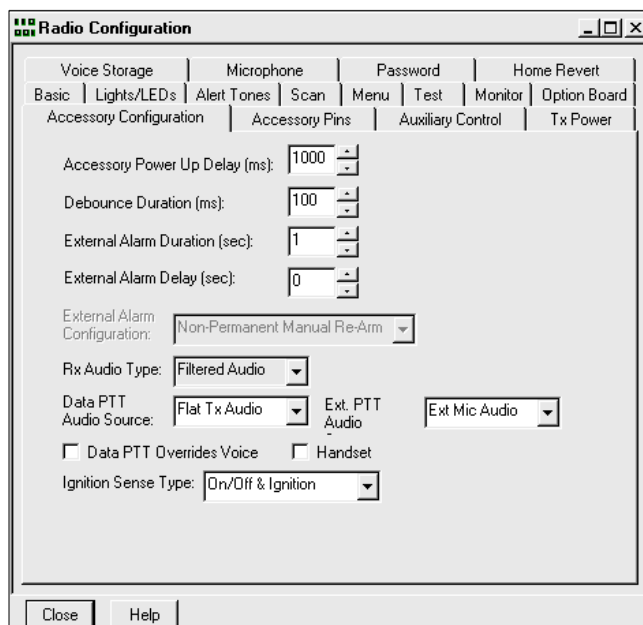 Radio Configuration
Voice Storage Microphone Password Home Revert
Basic Lights/LEDs Alert Tones Scan Menu Test Monitor Option Board
Accessory Configuration Accessory Pins Auxiliary Control Tx Power
Accessory Power Up Delay (ms): 1000
Debounce Duration (ms): 100
External Alarm Duration (sec): 1
External Alarm Delay (sec): 0
External Alarm
Configuration: Non-Permanent Manual Re-Arm
Rx Audio Type: Filtered Audio
Data PTT
Audio Source: Flat Tx Audio
Ext. PTT
Audio
Ext Mic Audio
Data PTT Overrides Voice Handset
Ignition Sense Type: On/Off & Ignition
Close Help